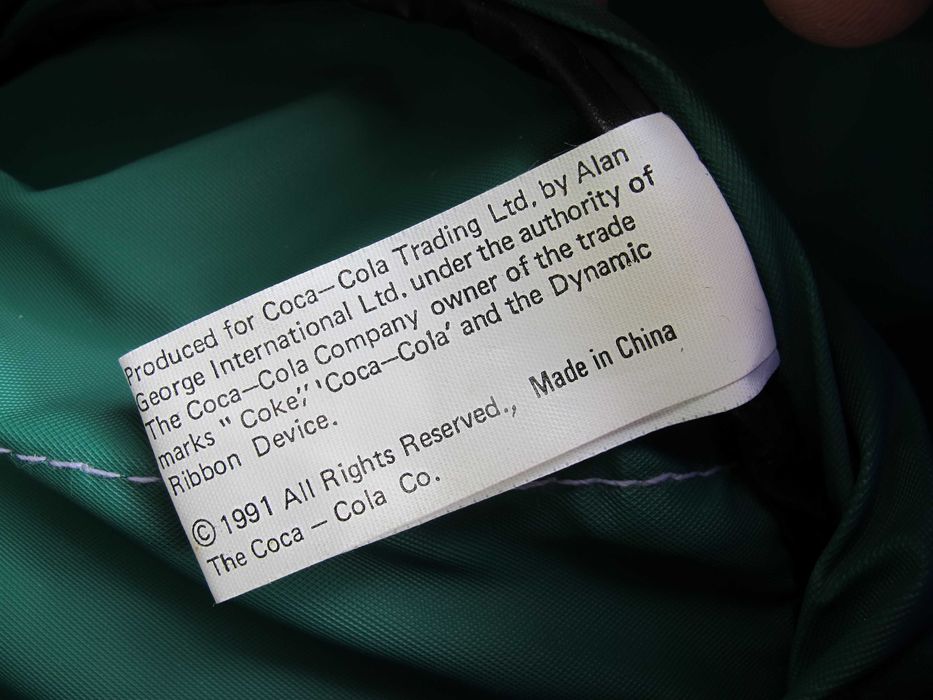 Produced for Coca-Cola Trading Ltd. by Alan
George International Ltd. under the authority of
The Coca-Cola Company owner of the trade
marks " Coke", 'Coca-Cola' and the Dynamic
Ribbon Device.
© 1991 All Rights Reserved., Made in China
The Coca - Cola Co.